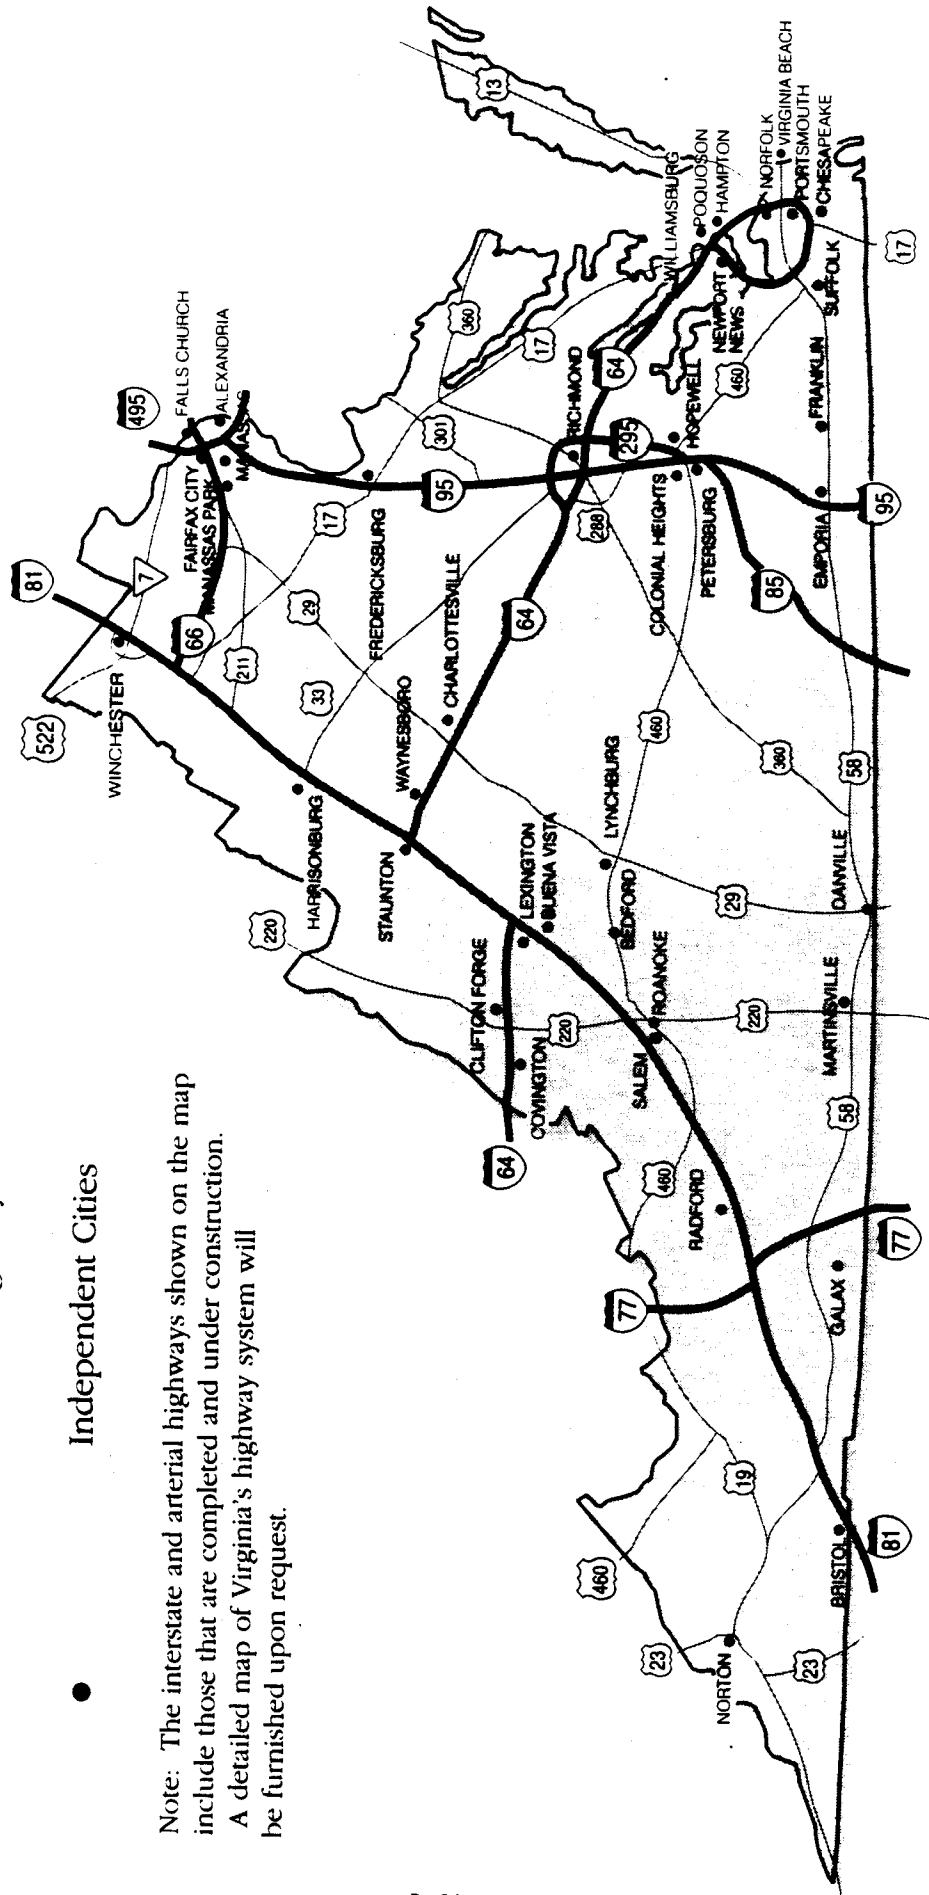 Independent Cities
Note: The interstate and arterial highways shown on the map
include those that are completed and under construction.
A detailed map of Virginia's highway system will
be furnished upon request.
81
522
WINCHESTER
7
495
FALLS CHURCH
ALEXANDRIA
FAIRFAX CITY
MANASSAS PARK
MANASSAS
66
211
17
29
33
FREDERICKSBURG
95
301
360
17
13
HARRISONBURG
220
STAUNTON
WAYNESBORO
CHARLOTTESVILLE
64
RICHMOND
295
288
64
WILLIAMSBURG
POQUOSON
HAMPTON
NEWPORT
NEWS
NORFOLK
VIRGINIA BEACH
PORTSMOUTH
CHESAPEAKE
SUFFOLK
17
CLIFTON FORGE
COVINGTON
64
LEXINGTON
BUENA VISTA
220
LYNCHBURG
BEDFORD
ROANOKE
SALEM
460
COLONIAL HEIGHTS
PETERSBURG
HOPEWELL
460
360
85
EMPORIA
95
FRANKLIN
58
29
DANVILLE
220
MARTINSVILLE
58
460
RADFORD
77
77
GALAX
19
460
23
NORTON
23
BRISTOL
81